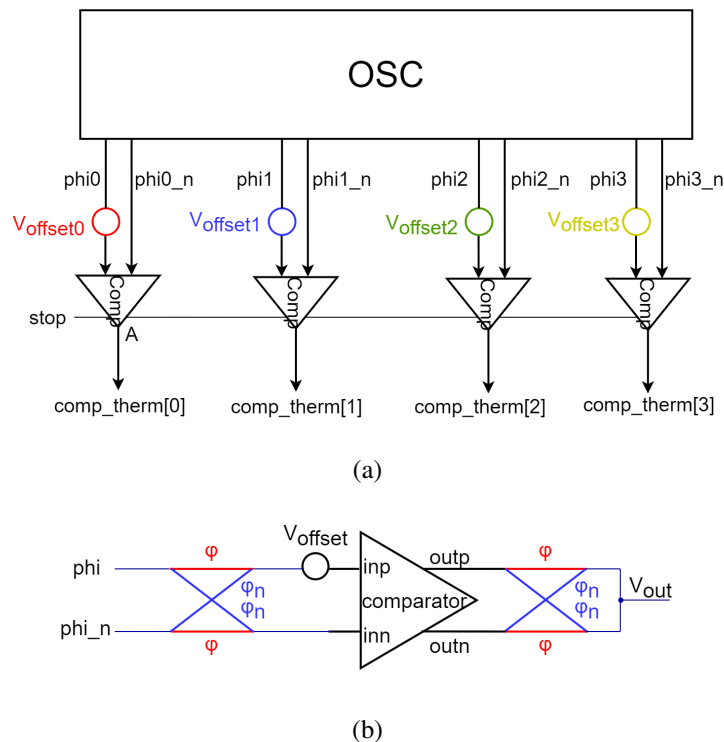 OSC
phi0 phi0_n phi1 phi1_n phi2 phi2_n phi3 phi3_n
Voffset0 Voffset1 Voffset2 Voffset3
Comp Comp Comp Comp
stop
A
comp_therm[0] comp_therm[1] comp_therm[2] comp_therm[3]
(a)
Voffset
φ φ
phi inp outp
φn φn Vout
comparator
φn φn
phi_n inn outn
φ φ
(b)